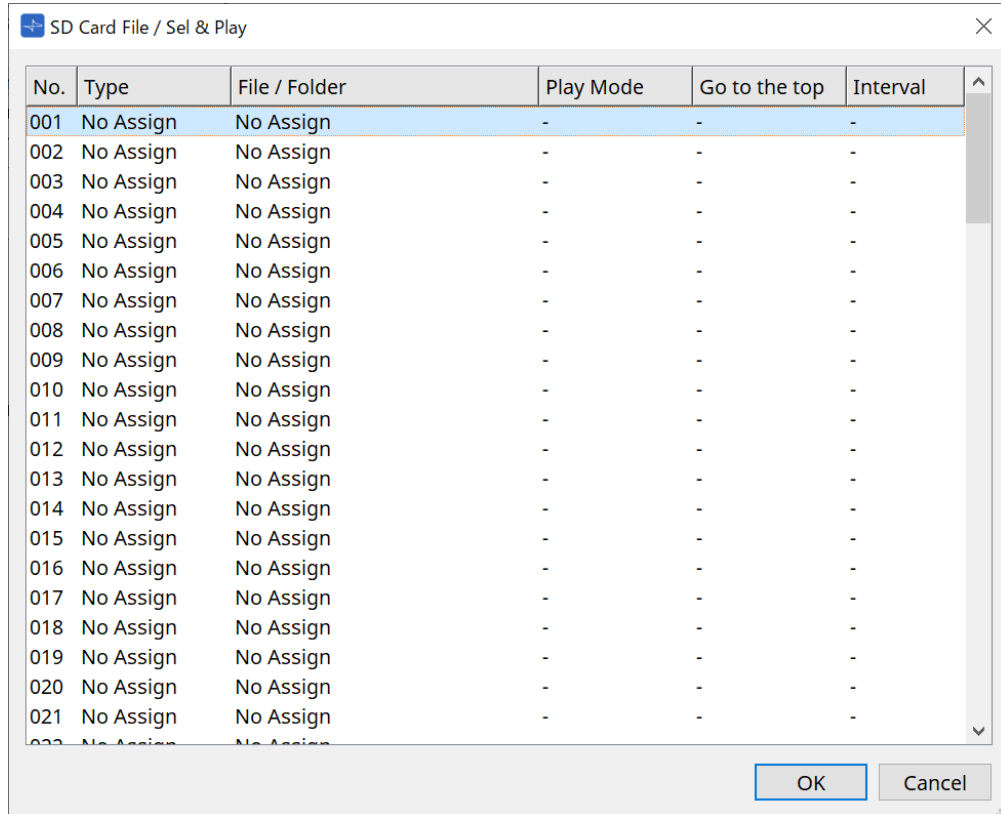 SD Card File / Sel & Play
No. Type File / Folder Play Mode Go to the top Interval
001 No Assign No Assign - - -
002 No Assign No Assign - - -
003 No Assign No Assign - - -
004 No Assign No Assign - - -
005 No Assign No Assign - - -
006 No Assign No Assign - - -
007 No Assign No Assign - - -
008 No Assign No Assign - - -
009 No Assign No Assign - - -
010 No Assign No Assign - - -
011 No Assign No Assign - - -
012 No Assign No Assign - - -
013 No Assign No Assign - - -
014 No Assign No Assign - - -
015 No Assign No Assign - - -
016 No Assign No Assign - - -
017 No Assign No Assign - - -
018 No Assign No Assign - - -
019 No Assign No Assign - - -
020 No Assign No Assign - - -
021 No Assign No Assign - - -
OK Cancel